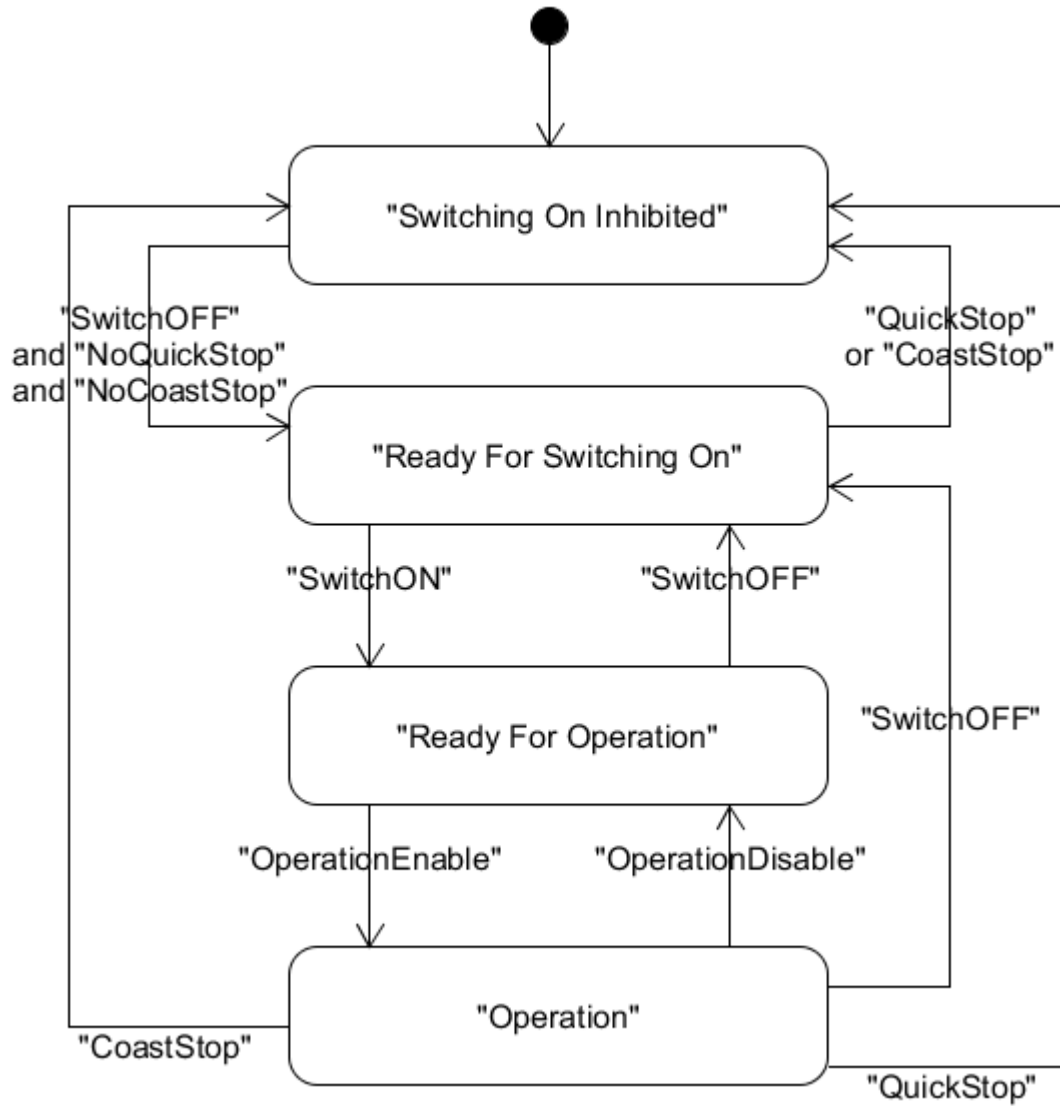 "Switching On Inhibited"
"SwitchOFF"
and "NoQuickStop"
and "NoCoastStop"
"QuickStop"
or "CoastStop"
"Ready For Switching On"
"SwitchON"
"SwitchOFF"
"Ready For Operation"
"SwitchOFF"
"OperationEnable"
"OperationDisable"
"Operation"
"CoastStop"
"QuickStop"